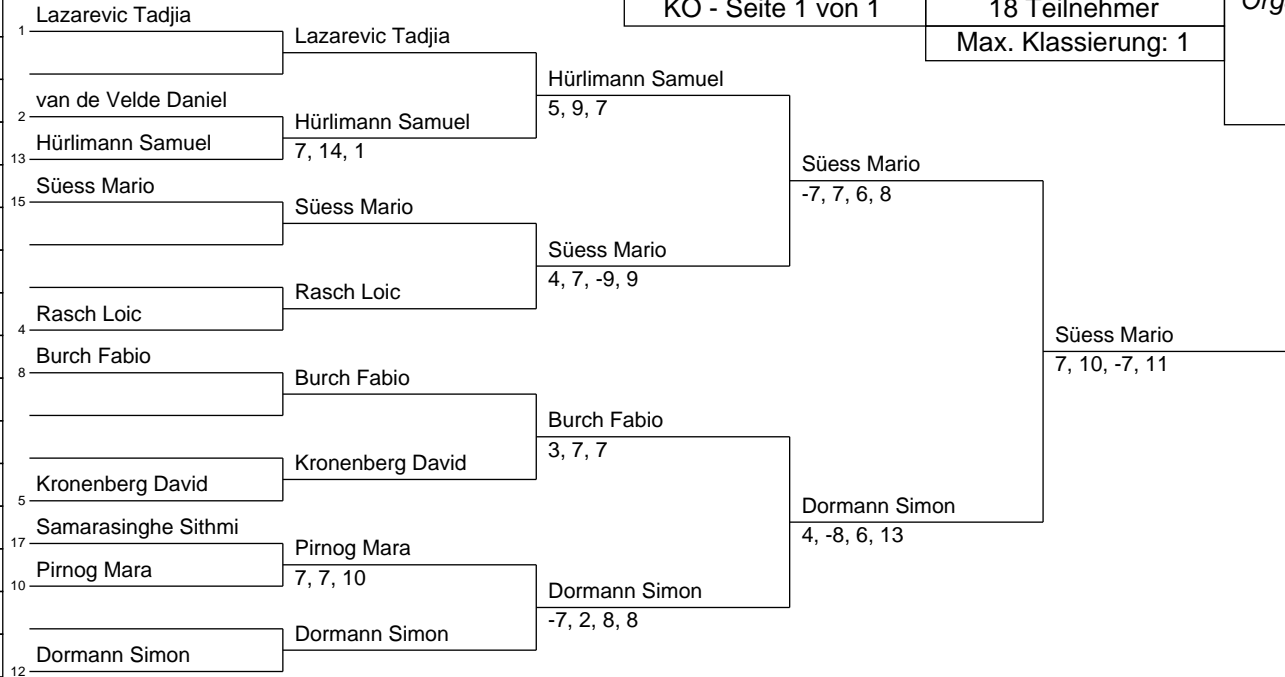 KO - Seite 1 von 1
18 Teilnehmer
Max. Klassierung: 1
Lazarevic Tadjia
1
van de Velde Daniel
2
Hürlimann Samuel
13
Süess Mario
15
Rasch Loic
4
Burch Fabio
8
Kronenberg David
5
Samarasinghe Sithmi
17
Pirnog Mara
10
Dormann Simon
12
Lazarevic Tadjia
Hürlimann Samuel
7, 14, 1
Süess Mario
Rasch Loic
Burch Fabio
Kronenberg David
Pirnog Mara
7, 7, 10
Dormann Simon
Hürlimann Samuel
5, 9, 7
Süess Mario
4, 7, -9, 9
Burch Fabio
3, 7, 7
Dormann Simon
-7, 2, 8, 8
Süess Mario
-7, 7, 6, 8
Dormann Simon
4, -8, 6, 13
Süess Mario
7, 10, -7, 11